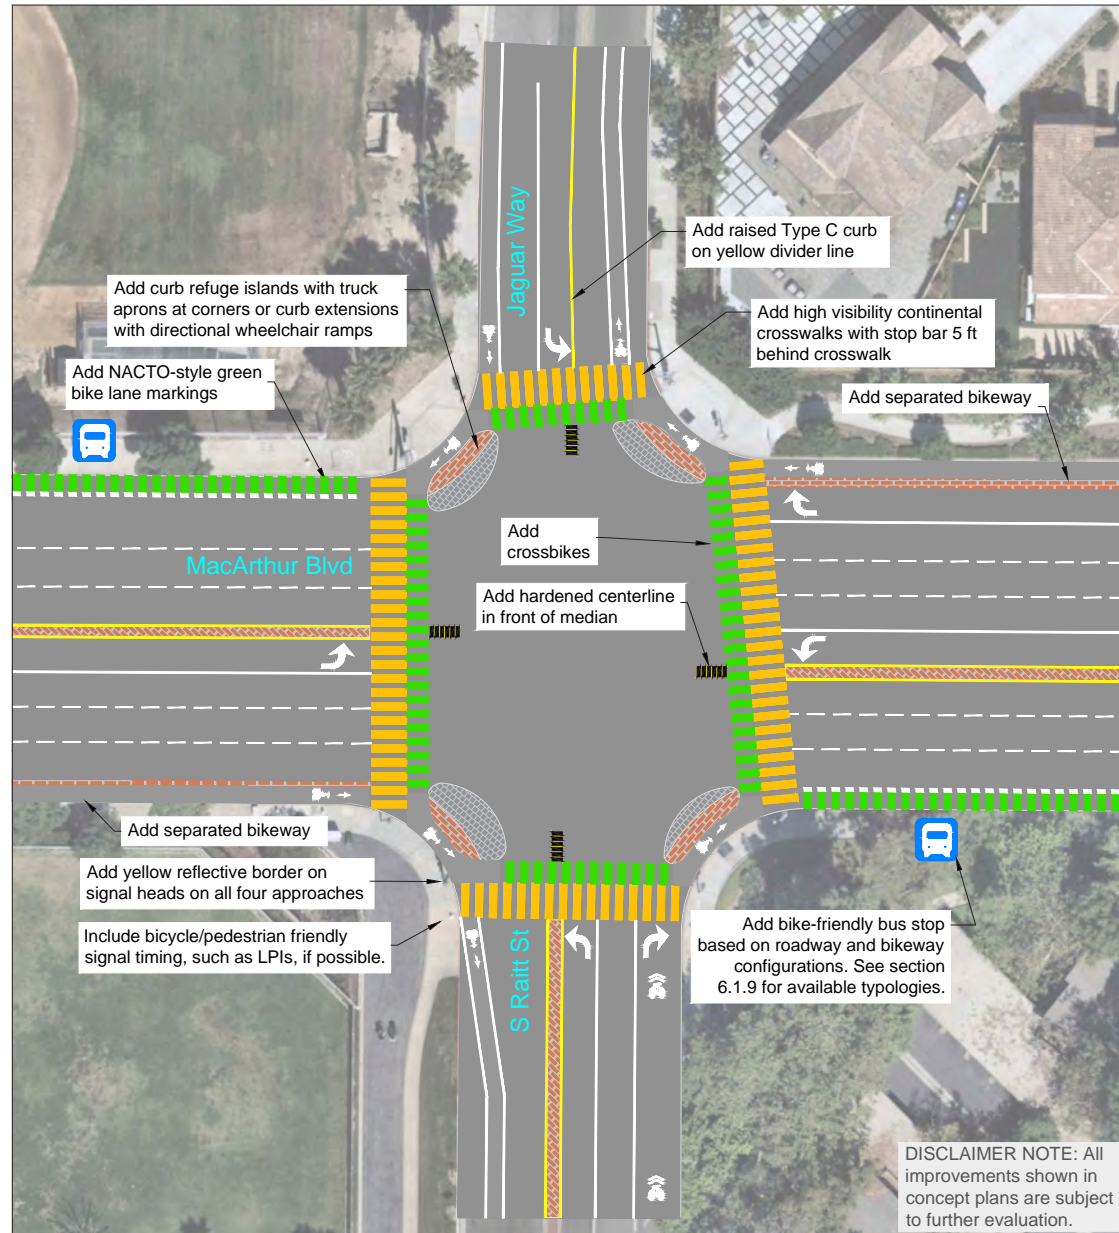 Jaguar Way
Add raised Type C curb
on yellow divider line
Add curb refuge islands with truck
aprons at corners or curb extensions
with directional wheelchair ramps
Add high visibility continental
crosswalks with stop bar 5 ft
behind crosswalk
Add NACTO-style green
bike lane markings
Add separated bikeway
Add
crossbikes
MacArthur Blvd
Add hardened centerline
in front of median
Add separated bikeway
Add yellow reflective border on
signal heads on all four approaches
Include bicycle/pedestrian friendly
signal timing, such as LPIs, if possible.
S Raitt St
Add bike-friendly bus stop
based on roadway and bikeway
configurations. See section
6.1.9 for available typologies.
DISCLAIMER NOTE: All
improvements shown in
concept plans are subject
to further evaluation.